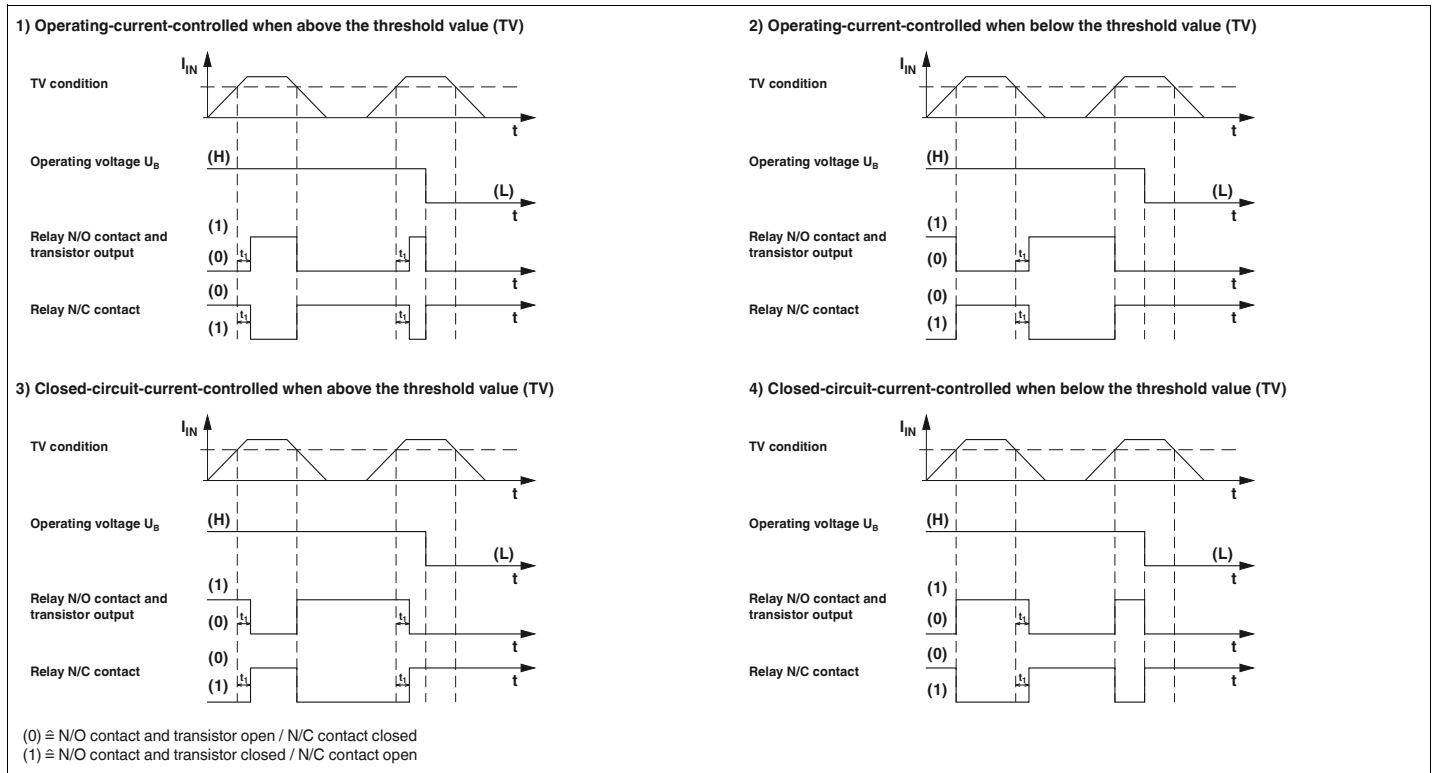 1) Operating-current-controlled when above the threshold value (TV)
I_IN
TV condition
t
Operating voltage U_B
(H)
(L)
t
(1)
Relay N/O contact and
transistor output
(0)
t₁
t₁
t
(0)
Relay N/C contact
t₁
t₁
t
(1)
2) Operating-current-controlled when below the threshold value (TV)
I_IN
TV condition
t
Operating voltage U_B
(H)
(L)
t
(1)
Relay N/O contact and
transistor output
(0)
t₁
t
(0)
Relay N/C contact
t₁
t
(1)
3) Closed-circuit-current-controlled when above the threshold value (TV)
I_IN
TV condition
t
Operating voltage U_B
(H)
(L)
t
(1)
Relay N/O contact and
transistor output
(0)
t₁
t₁
t
(0)
Relay N/C contact
t₁
t₁
t
(1)
4) Closed-circuit-current-controlled when below the threshold value (TV)
I_IN
TV condition
t
Operating voltage U_B
(H)
(L)
t
(1)
Relay N/O contact and
transistor output
(0)
t₁
t
(0)
Relay N/C contact
t₁
t
(1)
(0) ≙ N/O contact and transistor open / N/C contact closed
(1) ≙ N/O contact and transistor closed / N/C contact open